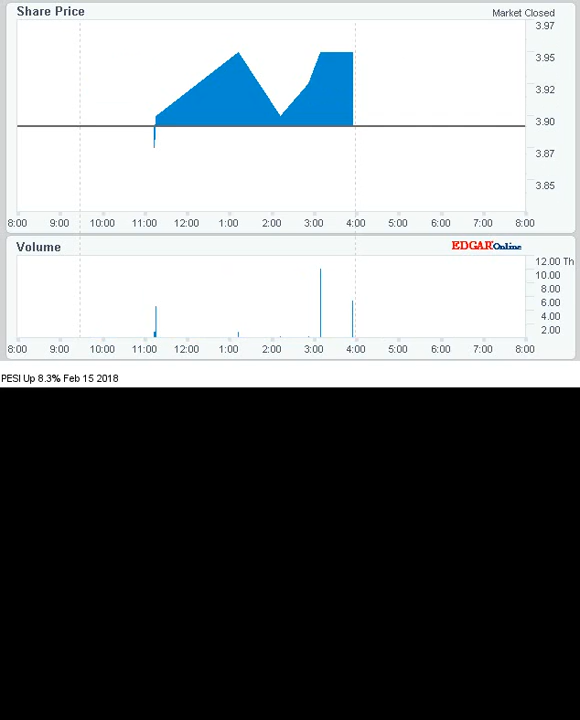 Share Price
Market Closed
3.97
3.95
3.92
3.90
3.87
3.85
8:00 9:00 10:00 11:00 12:00 1:00 2:00 3:00 4:00 5:00 6:00 7:00 8:00
Volume
EDGAR Online
12.00 Th
10.00
8.00
6.00
4.00
2.00
8:00 9:00 10:00 11:00 12:00 1:00 2:00 3:00 4:00 5:00 6:00 7:00 8:00
PESI Up 8.3% Feb 15 2018